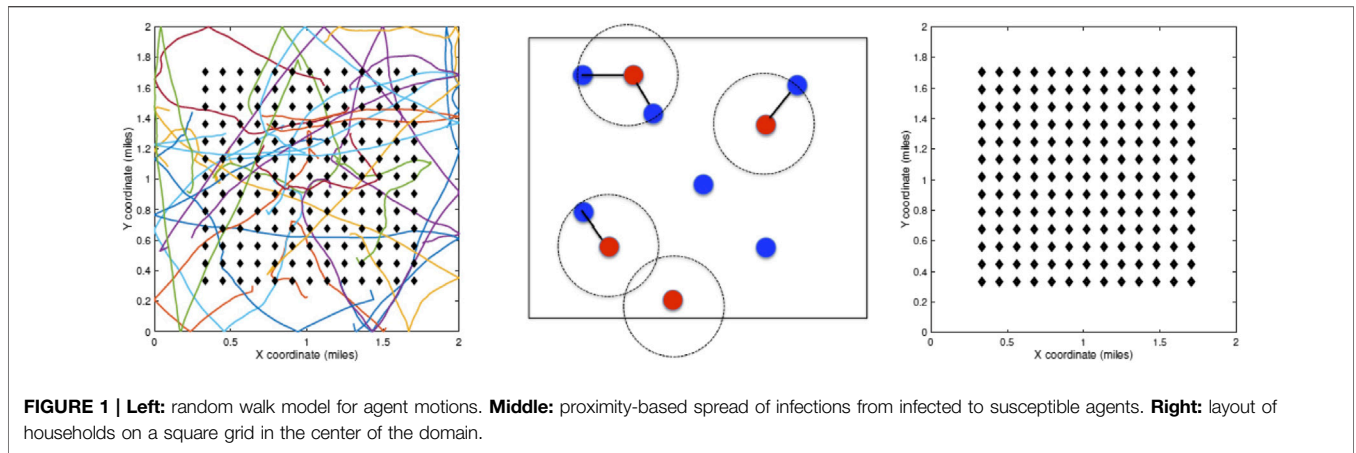 2
1.8
1.6
1.4
1.2
1
0.8
0.6
0.4
0.2
0
Y coordinate (miles)
0 0.5 1 1.5 2
X coordinate (miles)
2
1.8
1.6
1.4
1.2
1
0.8
0.6
0.4
0.2
0
Y coordinate (miles)
0 0.5 1 1.5 2
X coordinate (miles)
FIGURE 1 | Left: random walk model for agent motions. Middle: proximity-based spread of infections from infected to susceptible agents. Right: layout of
households on a square grid in the center of the domain.